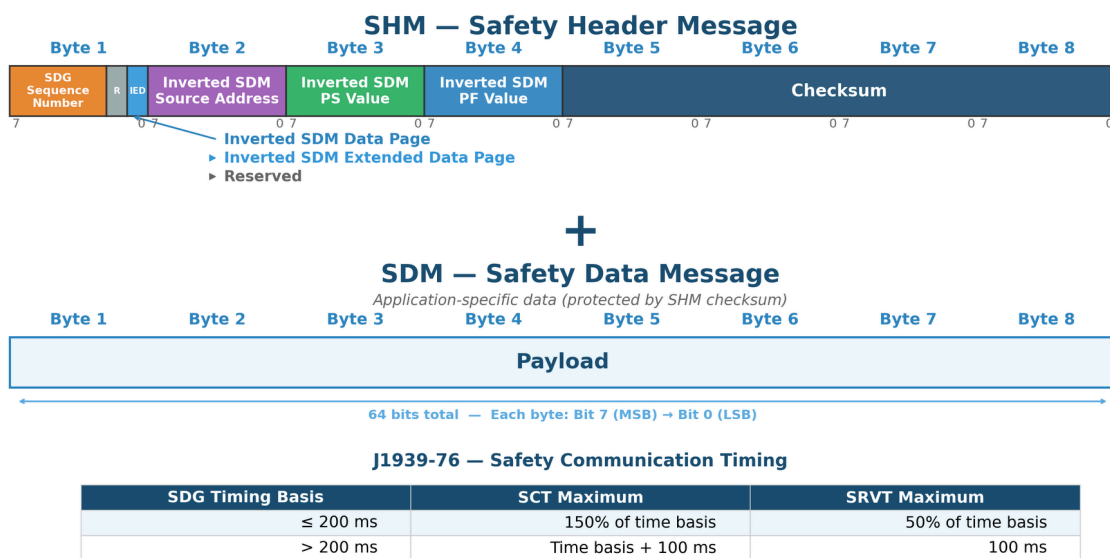 SHM — Safety Header Message
Byte 1 Byte 2 Byte 3 Byte 4 Byte 5 Byte 6 Byte 7 Byte 8
SDG
Sequence
Number
R
IED
Inverted SDM
Source Address
Inverted SDM
PS Value
Inverted SDM
PF Value
Checksum
7 0 7 0 7 0 7 0 7 0 7 0 7 0 7 0
Inverted SDM Data Page
▸ Inverted SDM Extended Data Page
▸ Reserved
+
SDM — Safety Data Message
Application-specific data (protected by SHM checksum)
Byte 1 Byte 2 Byte 3 Byte 4 Byte 5 Byte 6 Byte 7 Byte 8
Payload
64 bits total — Each byte: Bit 7 (MSB) → Bit 0 (LSB)
J1939-76 — Safety Communication Timing
SDG Timing Basis SCT Maximum SRVT Maximum
≤ 200 ms 150% of time basis 50% of time basis
> 200 ms Time basis + 100 ms 100 ms